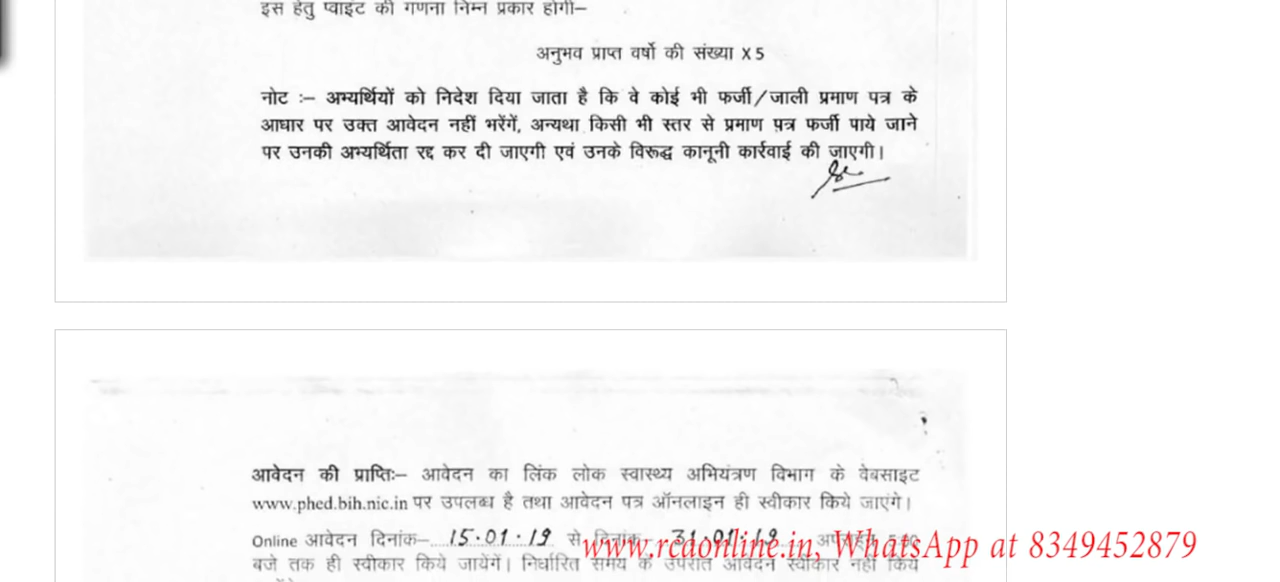 इस हेतु प्वाइंट की गणना निम्न प्रकार होगी–
अनुभव प्राप्त वर्षो की संख्या X 5
नोट :– अभ्यर्थियों को निदेश दिया जाता है कि वे कोई भी फर्जी/जाली प्रमाण पत्र के
आधार पर उक्त आवेदन नहीं भरेंगें, अन्यथा किसी भी स्तर से प्रमाण पत्र फर्जी पाये जाने
पर उनकी अभ्यर्थिता रद्द कर दी जाएगी एवं उनके विरूद्ध कानूनी कार्रवाई की जाएगी।
आवेदन की प्राप्तिः– आवेदन का लिंक लोक स्वास्थ्य अभियंत्रण विभाग के वेबसाइट
www.phed.bih.nic.in पर उपलब्ध है तथा आवेदन पत्र ऑनलाइन ही स्वीकार किये जाएंगे।
Online आवेदन दिनांक– 15.01.19 से दिनांक– 31.01.19
www.rcaonline.in, WhatsApp at 8349452879
बजे तक ही स्वीकार किये जायेगें। निर्धारित समय के उपरांत आवेदन स्वीकार नहीं किये